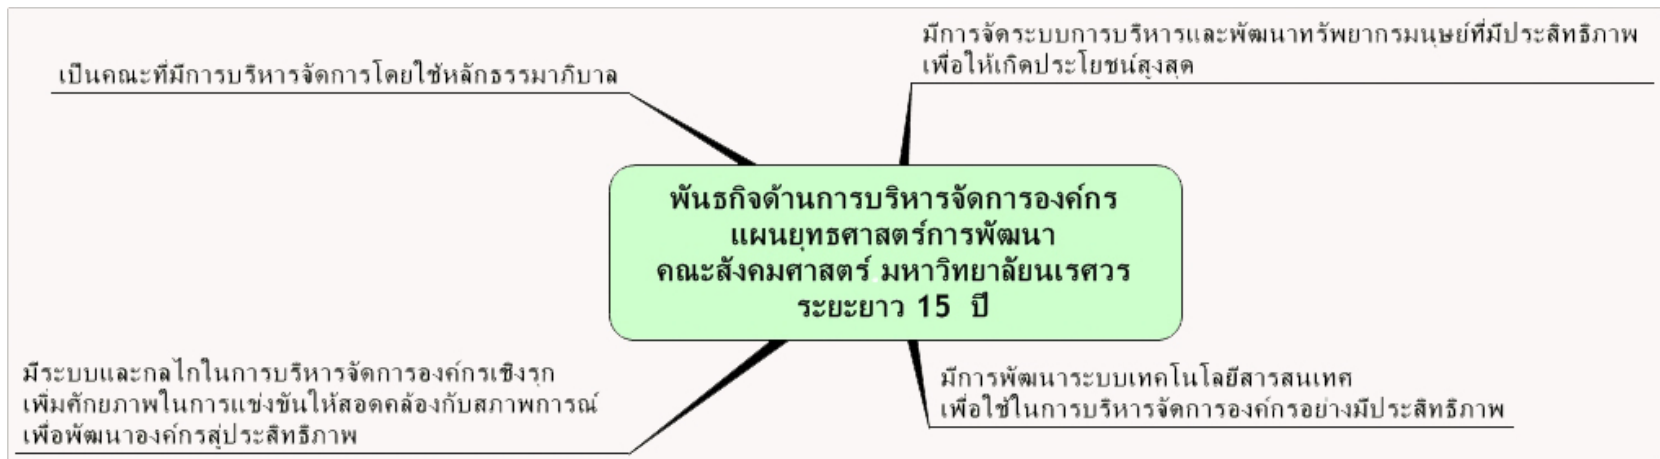 เป็นคณะที่มีการบริหารจัดการโดยใช้หลักธรรมาภิบาล
มีการจัดระบบการบริหารและพัฒนาทรัพยากรมนุษย์ที่มีประสิทธิภาพ
เพื่อให้เกิดประโยชน์สูงสุด
พันธกิจด้านการบริหารจัดการองค์กร
แผนยุทธศาสตร์การพัฒนา
คณะสังคมศาสตร์ มหาวิทยาลัยนเรศวร
ระยะยาว 15 ปี
มีระบบและกลไกในการบริหารจัดการองค์กรเชิงรุก
เพิ่มศักยภาพในการแข่งขันให้สอดคล้องกับสภาพการณ์
เพื่อพัฒนาองค์กรสู่ประสิทธิภาพ
มีการพัฒนาระบบเทคโนโลยีสารสนเทศ
เพื่อใช้ในการบริหารจัดการองค์กรอย่างมีประสิทธิภาพ